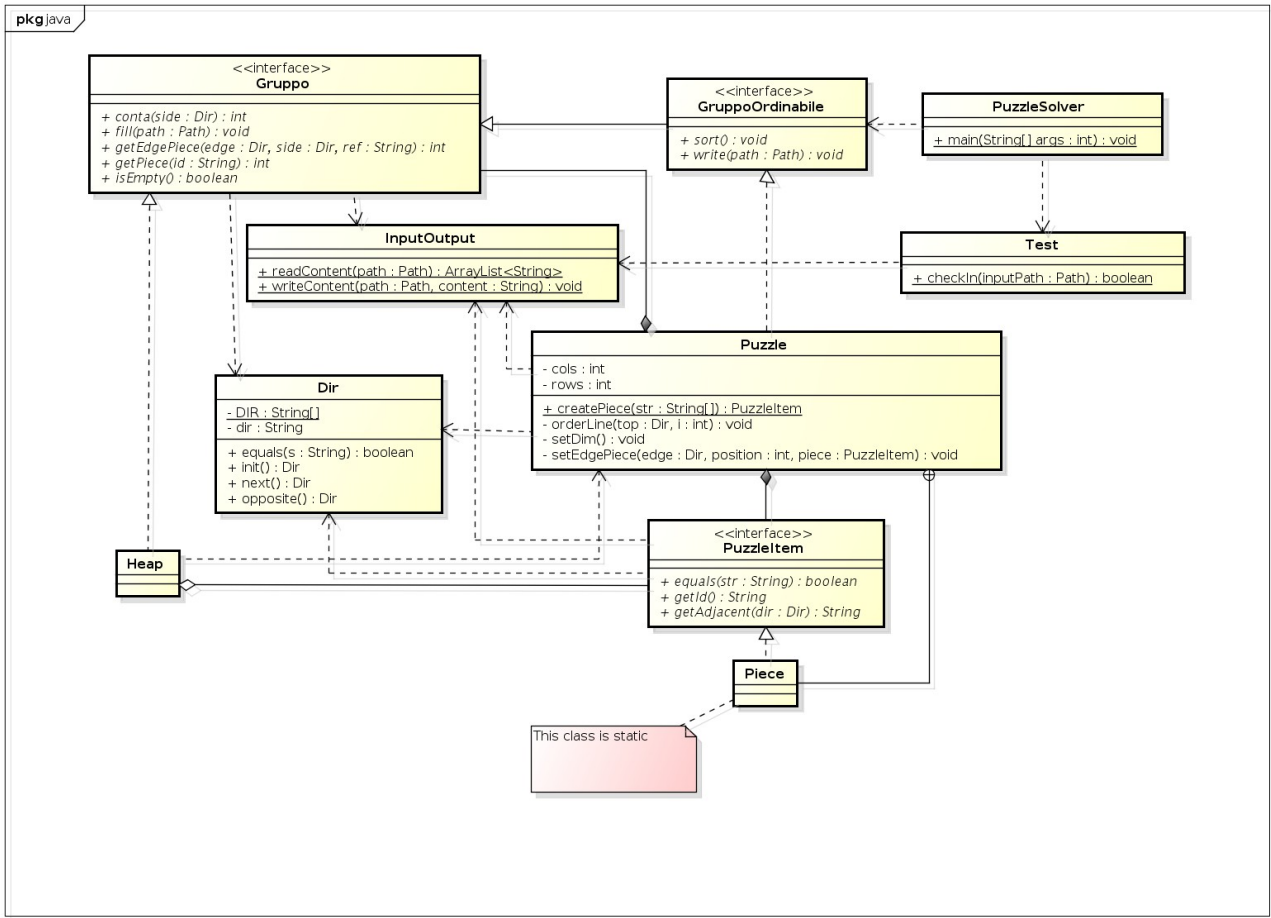 pkg java
<<interface>>
Gruppo
+ conta(side : Dir) : int
+ fill(path : Path) : void
+ getEdgePiece(edge : Dir, side : Dir, ref : String) : int
+ getPiece(id : String) : int
+ isEmpty() : boolean
<<interface>>
GruppoOrdinabile
+ sort() : void
+ write(path : Path) : void
PuzzleSolver
+ main(String[] args : int) : void
InputOutput
+ readContent(path : Path) : ArrayList<String>
+ writeContent(path : Path, content : String) : void
Test
+ checkIn(inputPath : Path) : boolean
Puzzle
- cols : int
- rows : int
+ createPiece(str : String[]) : PuzzleItem
- orderLine(top : Dir, i : int) : void
- setDim() : void
- setEdgePiece(edge : Dir, position : int, piece : PuzzleItem) : void
Dir
- DIR : String[]
- dir : String
+ equals(s : String) : boolean
+ init() : Dir
+ next() : Dir
+ opposite() : Dir
<<interface>>
PuzzleItem
+ equals(str : String) : boolean
+ getId() : String
+ getAdjacent(dir : Dir) : String
Heap
Piece
This class is static